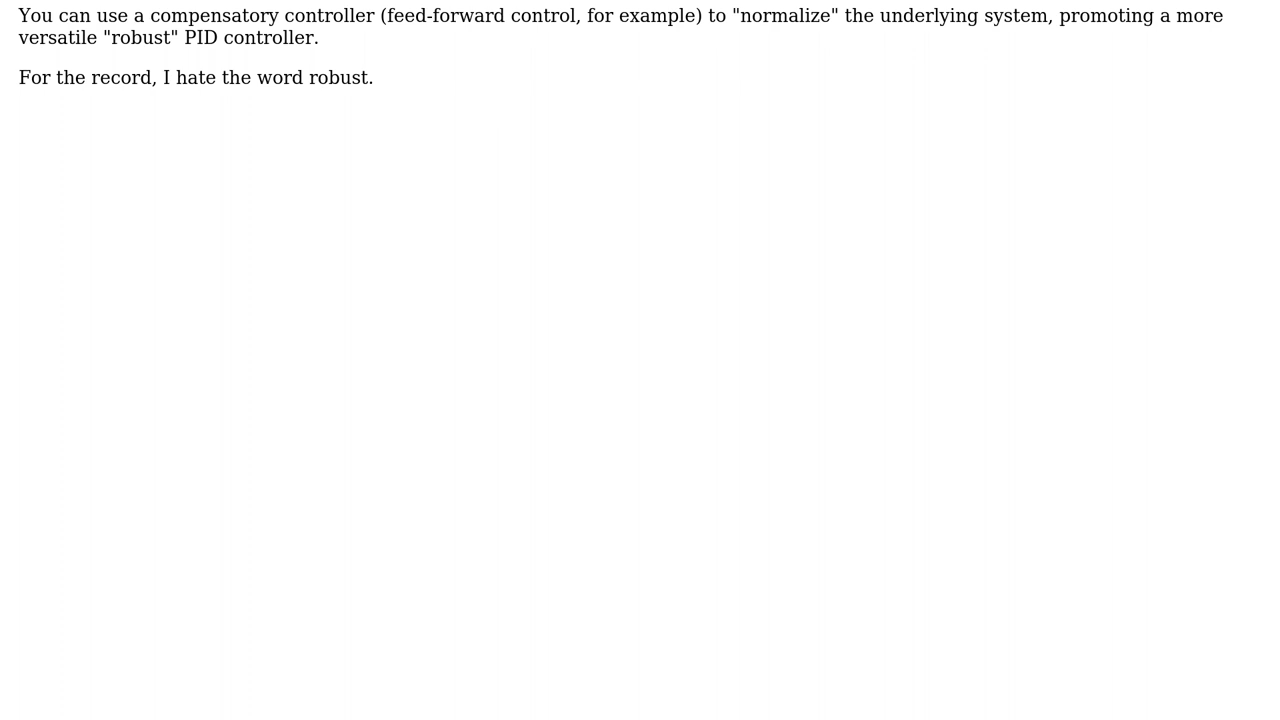 You can use a compensatory controller (feed-forward control, for example) to "normalize" the underlying system, promoting a more
versatile "robust" PID controller.
For the record, I hate the word robust.